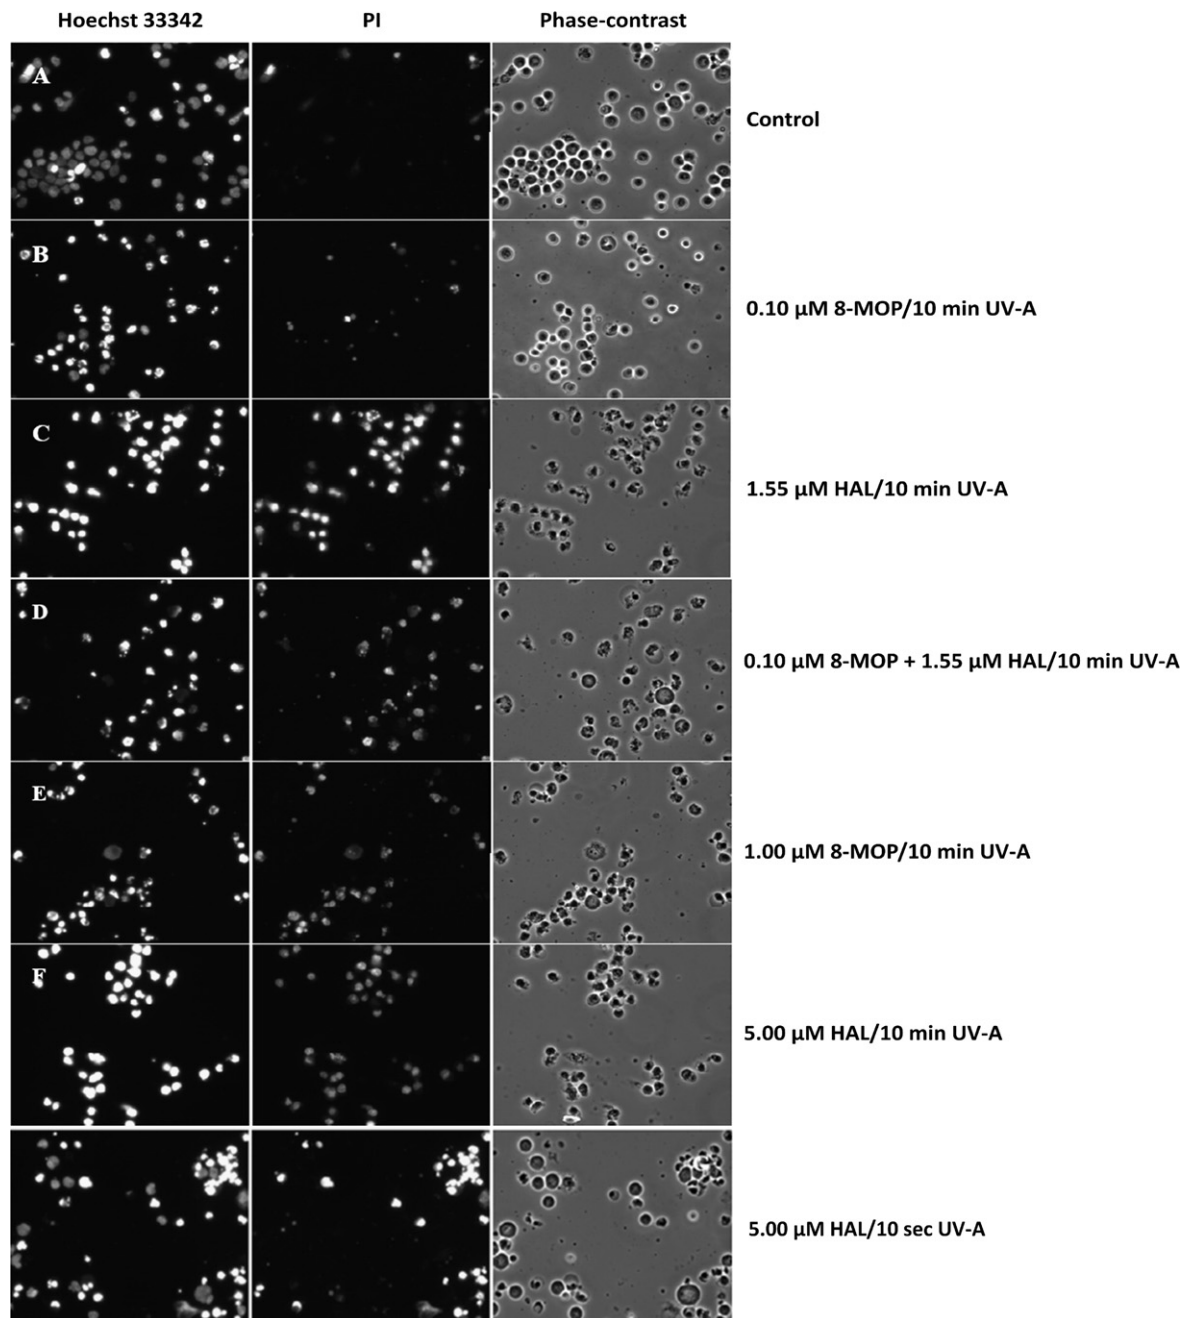 Hoechst 33342 PI Phase-contrast
A Control
B 0.10 µM 8-MOP/10 min UV-A
C 1.55 µM HAL/10 min UV-A
D 0.10 µM 8-MOP + 1.55 µM HAL/10 min UV-A
E 1.00 µM 8-MOP/10 min UV-A
F 5.00 µM HAL/10 min UV-A
5.00 µM HAL/10 sec UV-A